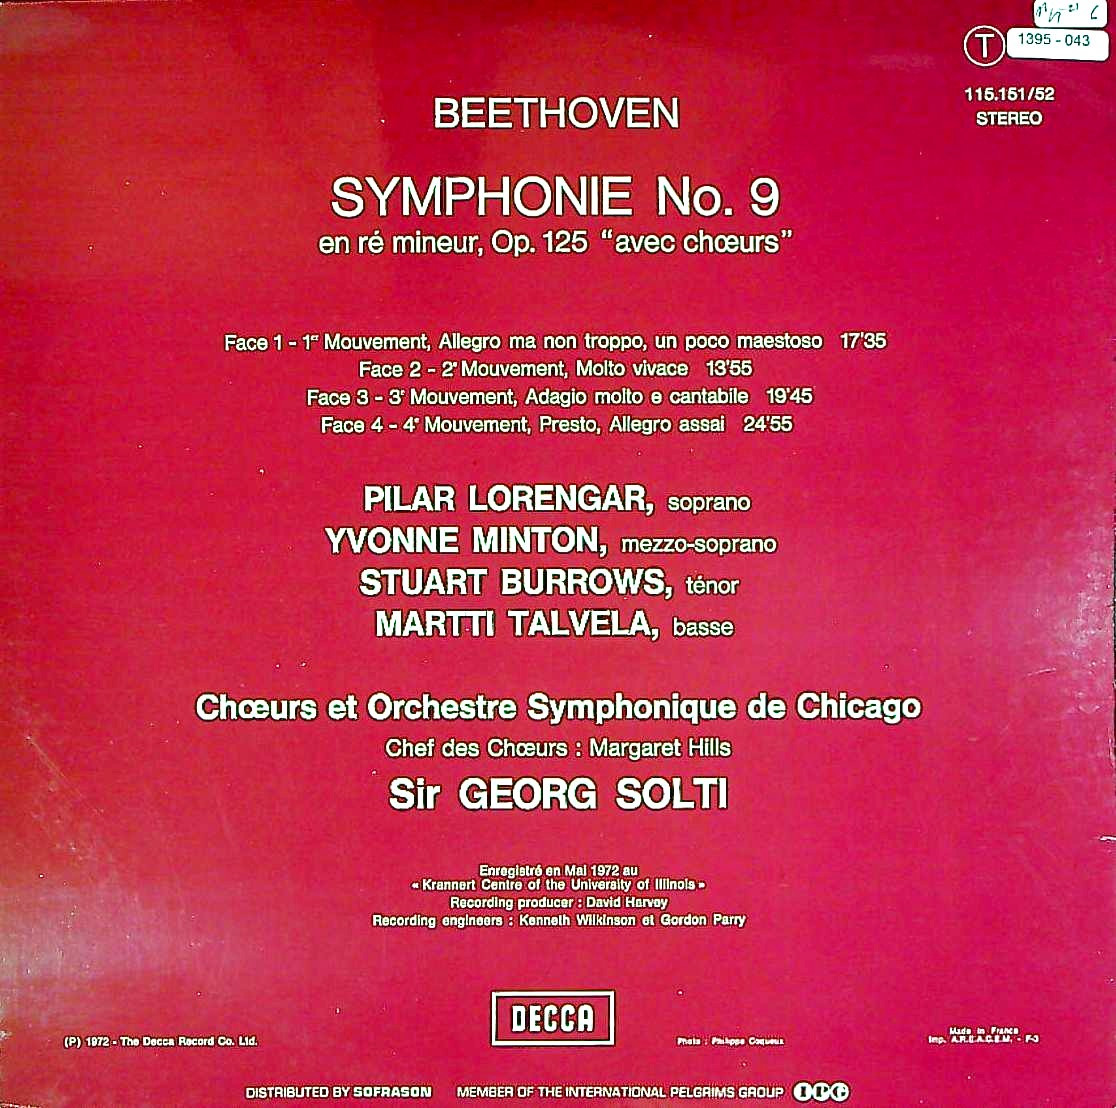 T
1395 - 043
115.151/52
STEREO
BEETHOVEN
SYMPHONIE No. 9
en ré mineur, Op. 125 “avec chœurs”
Face 1 - 1er Mouvement, Allegro ma non troppo, un poco maestoso 17'35
Face 2 - 2e Mouvement, Molto vivace 13'55
Face 3 - 3e Mouvement, Adagio molto e cantabile 19'45
Face 4 - 4e Mouvement, Presto, Allegro assai 24'55
PILAR LORENGAR, soprano
YVONNE MINTON, mezzo-soprano
STUART BURROWS, ténor
MARTTI TALVELA, basse
Chœurs et Orchestre Symphonique de Chicago
Chef des Chœurs : Margaret Hills
Sir GEORG SOLTI
Enregistré en Mai 1972 au
« Krannert Centre of the University of Illinois »
Recording producer : David Harvey
Recording engineers : Kenneth Wilkinson et Gordon Parry
DECCA
(P) 1972 - The Decca Record Co. Ltd.
Photo : Philippe Coqueux
Made in France
Imp. A.R.E.A.C.E.M. - F-3
DISTRIBUTED BY SOFRASON MEMBER OF THE INTERNATIONAL PELGRIMS GROUP